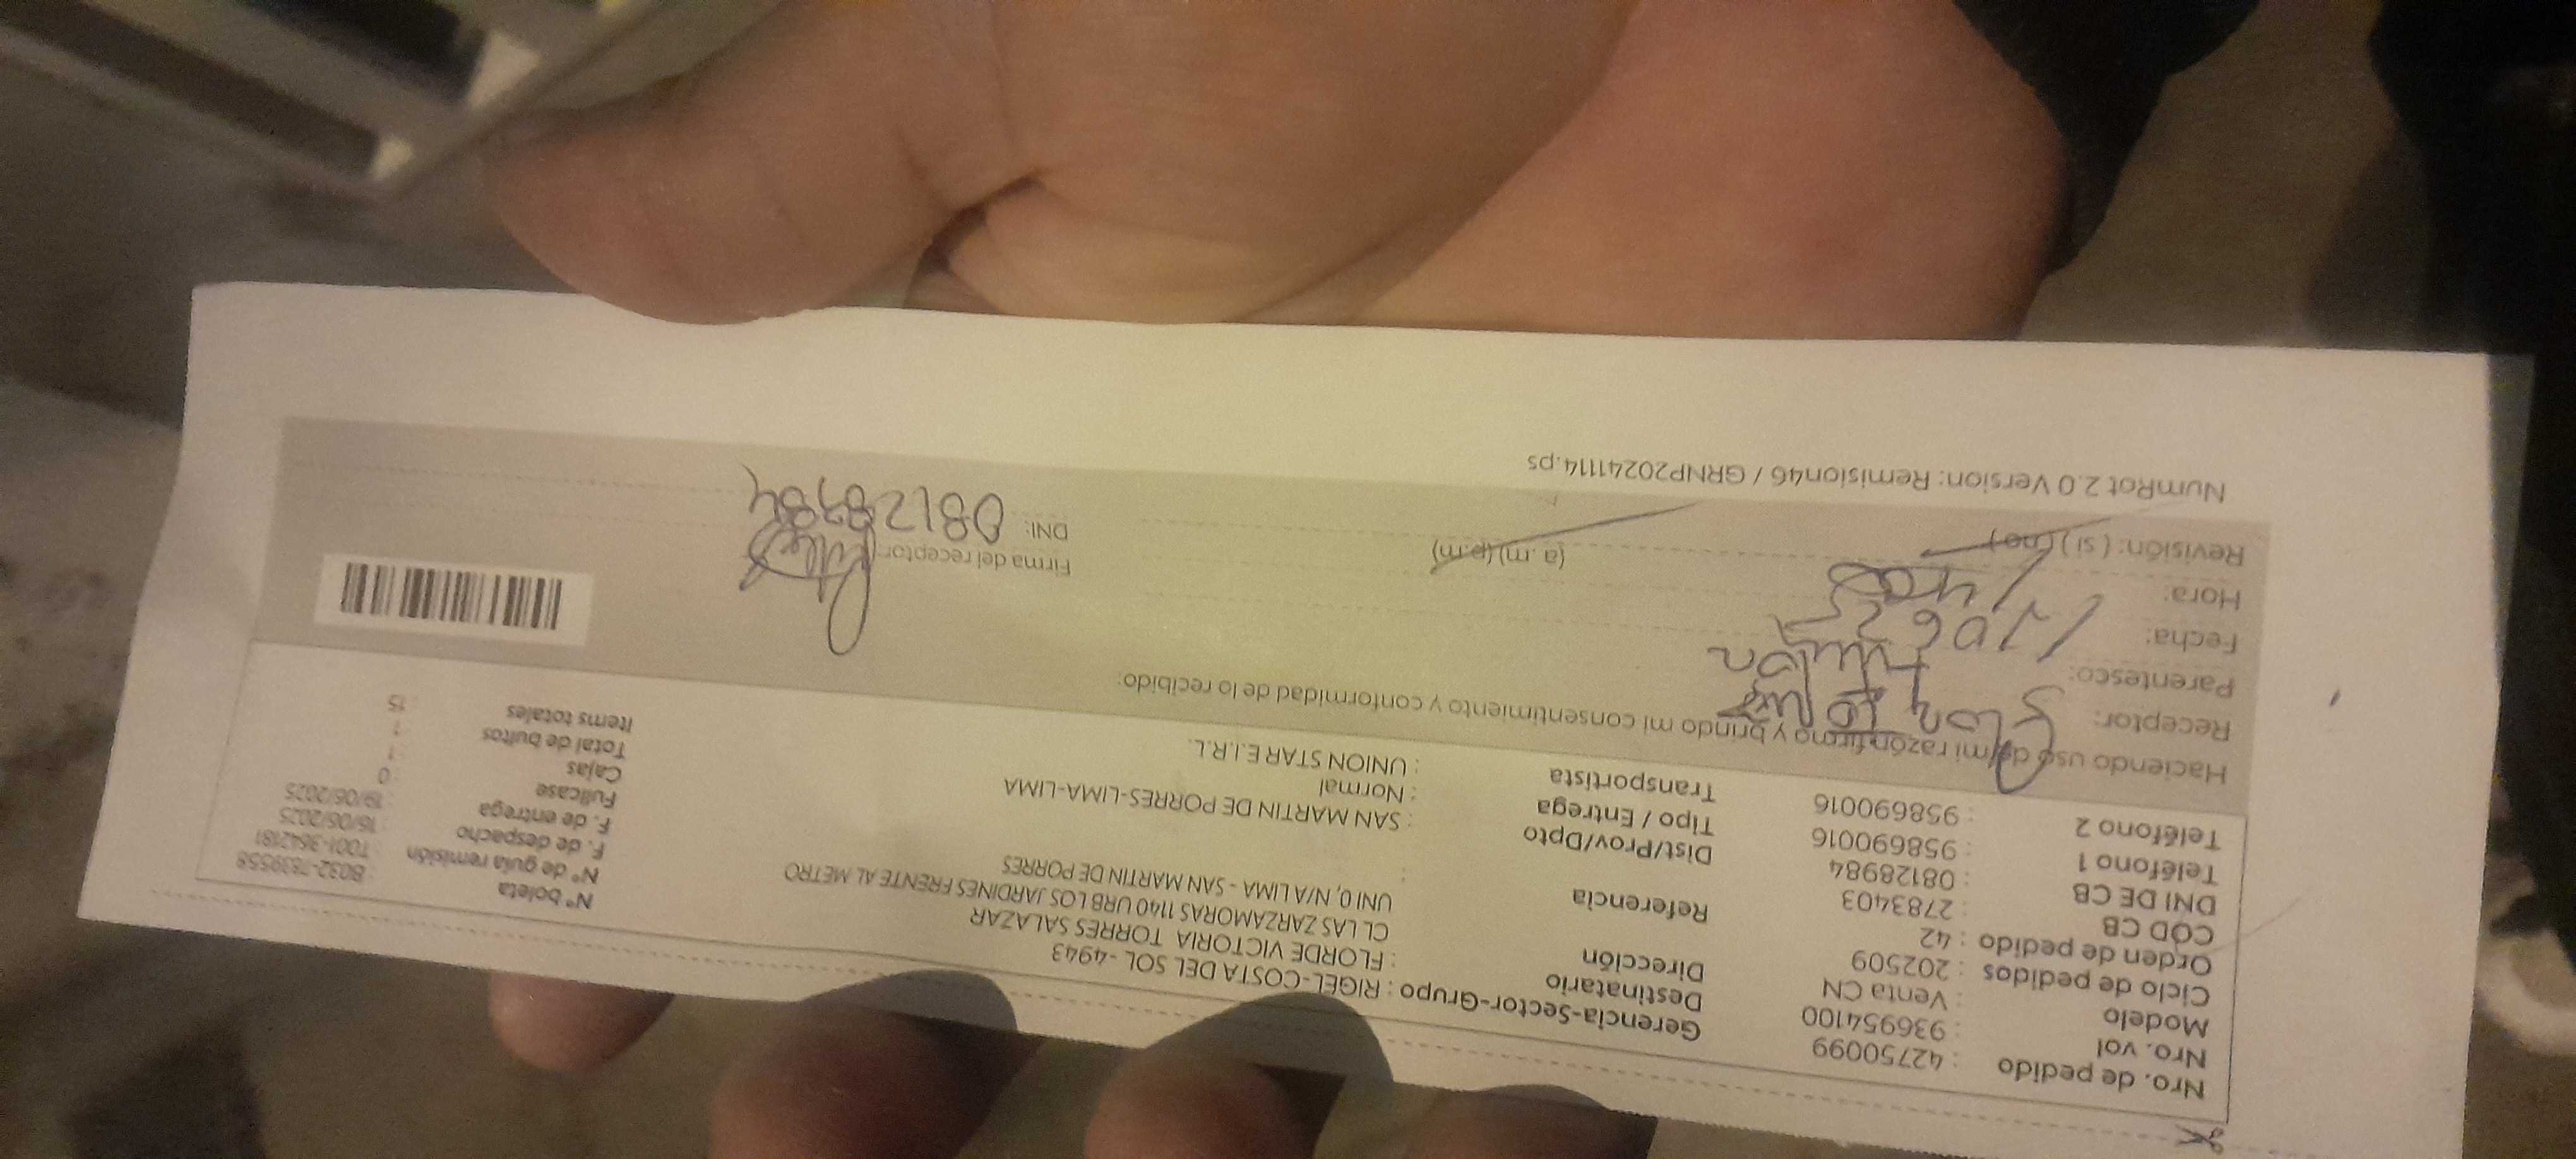 Nro. de pedido : 42750099
Nro. vol : 936954100
Modelo : Venta CN
Ciclo de pedidos : 202509
Orden de pedido : 42
COD CB : 2783403
DNI DE CB : 08128984
Teléfono 1 : 958690016
Teléfono 2 : 958690016
Gerencia-Sector-Grupo : RIGEL-COSTA DEL SOL -4943
Destinatario : FLORDE VICTORIA TORRES SALAZAR
Dirección CL LAS ZARZAMORAS 1140 URB LOS JARDINES FRENTE AL METRO
UNI 0, N/A LIMA - SAN MARTIN DE PORRES
Referencia :
Dist/Prov/Dpto : SAN MARTIN DE PORRES-LIMA-LIMA
Tipo / Entrega : Normal
Transportista : UNION STAR E.I.R.L.
N° boleta : B032-7839558
N° de guía remisión : T001-3642181
F. de despacho : 16/06/2025
F. de entrega : 19/06/2025
Fullcase : 0
Cajas : 1
Total de bultos : 1
Items totales : 15
Haciendo uso de mi razón firmo y brindo mi consentimiento y conformidad de lo recibido:
Receptor: Flor
Parentesco:
Fecha:
Hora: (a.m)(p.m)
Revisión: (si) (no)
Firma del receptor:
DNI: 08128984
NumRot 2.0 Version: Remision46 / GRNP20241114.ps